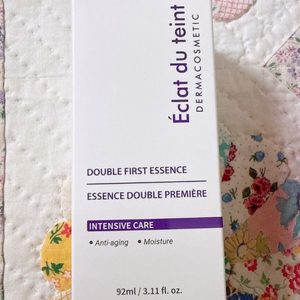 Éclat du teint
DERMACOSMETIC
DOUBLE FIRST ESSENCE
ESSENCE DOUBLE PREMIÈRE
INTENSIVE CARE
• Anti-aging • Moisture
92ml / 3.11 fl. oz.